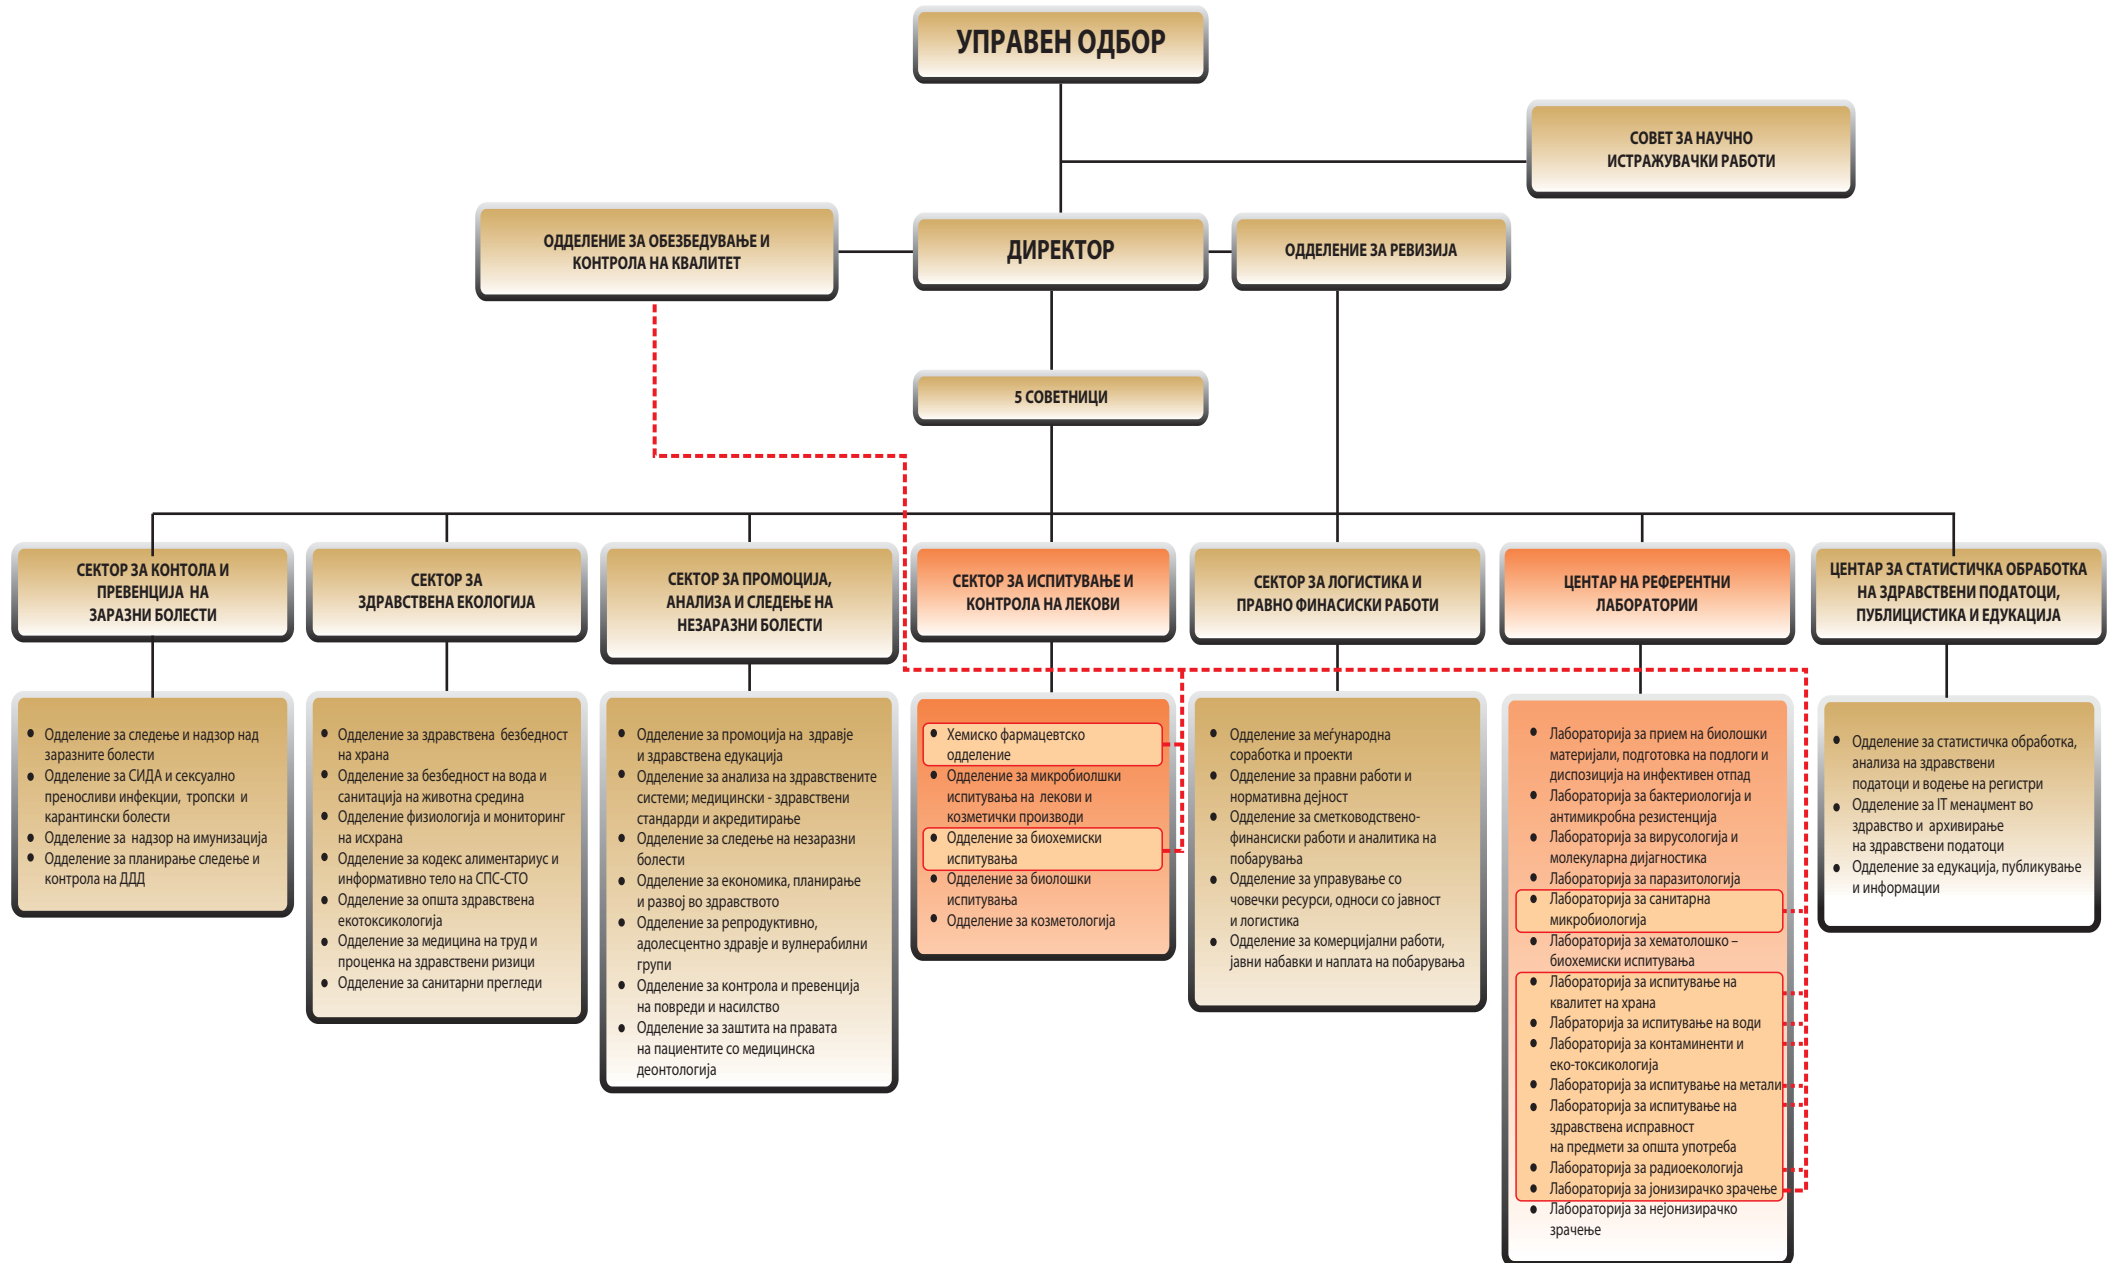 УПРАВЕН ОДБОР
СОВЕТ ЗА НАУЧНО
ИСТРАЖУВАЧКИ РАБОТИ
ОДДЕЛЕНИЕ ЗА ОБЕЗБЕДУВАЊЕ И
КОНТРОЛА НА КВАЛИТЕТ
ДИРЕКТОР
ОДДЕЛЕНИЕ ЗА РЕВИЗИЈА
5 СОВЕТНИЦИ
СЕКТОР ЗА КОНТОЛА И
ПРЕВЕНЦИЈА НА
ЗАРАЗНИ БОЛЕСТИ
СЕКТОР ЗА
ЗДРАВСТВЕНА ЕКОЛОГИЈА
СЕКТОР ЗА ПРОМОЦИЈА,
АНАЛИЗА И СЛЕДЕЊЕ НА
НЕЗАРАЗНИ БОЛЕСТИ
СЕКТОР ЗА ИСПИТУВАЊЕ И
КОНТРОЛА НА ЛЕКОВИ
СЕКТОР ЗА ЛОГИСТИКА И
ПРАВНО ФИНАСИСКИ РАБОТИ
ЦЕНТАР НА РЕФЕРЕНТНИ
ЛАБОРАТОРИИ
ЦЕНТАР ЗА СТАТИСТИЧКА ОБРАБОТКА
НА ЗДРАВСТВЕНИ ПОДАТОЦИ,
ПУБЛИЦИСТИКА И ЕДУКАЦИЈА
• Одделение за следење и надзор над
заразните болести
• Одделение за СИДА и сексуално
преносливи инфекции, тропски и
карантински болести
• Одделение за надзор на имунизација
• Одделение за планирање следење и
контрола на ДДД
• Одделение за здравствена безбедност
на храна
• Одделение за безбедност на вода и
санитација на животна средина
• Одделение физиологија и мониторинг
на исхрана
• Одделение за кодекс алиментариус и
информативно тело на СПС-СТО
• Одделение за општа здравствена
екотоксикологија
• Одделение за медицина на труд и
проценка на здравствени ризици
• Одделение за санитарни прегледи
• Одделение за промоција на здравје
и здравствена едукација
• Одделение за анализа на здравствените
системи; медицински - здравствени
стандарди и акредитирање
• Одделение за следење на незаразни
болести
• Одделение за економика, планирање
и развој во здравството
• Одделение за репродуктивно,
адолесцентно здравје и вулнерабилни
групи
• Одделение за контрола и превенција
на повреди и насилство
• Одделение за заштита на правата
на пациентите со медицинска
деонтологија
• Хемиско фармацевтско
одделение
• Одделение за микробиолшки
испитувања на лекови и
козметички производи
• Одделение за биохемиски
испитувања
• Одделение за биолошки
испитувања
• Одделение за козметологија
• Одделение за меѓународна
соработка и проекти
• Одделение за правни работи и
нормативна дејност
• Одделение за сметководствено-
финансиски работи и аналитика на
побарувања
• Одделение за управување со
човечки ресурси, односи со јавност
и логистика
• Одделение за комерцијални работи,
јавни набавки и наплата на побарувања
• Лабораторија за прием на биолошки
материјали, подготовка на подлоги и
диспозиција на инфективен отпад
• Лабораторија за бактериологија и
антимикробна резистенција
• Лабораторија за вирусологија и
молекуларна дијагностика
• Лабораторија за паразитологија
• Лабораторија за санитарна
микробиологија
• Лабораторија за хематолошко –
биохемиски испитувања
• Лабораторија за испитување на
квалитет на храна
• Лабраторија за испитување на води
• Лабораторија за контаминенти и
еко-токсикологија
• Лабораторија за испитување на метали
• Лабораторија за испитување на
здравствена исправност
на предмети за општа употреба
• Лабораторија за радиоекологија
• Лабораторија за јонизирачко зрачење
• Лабораторија за нејонизирачко
зрачење
• Одделение за статистичка обработка,
анализа на здравствени
податоци и водење на регистри
• Одделение за IT менаџмент во
здравство и архивирање
на здравствени податоци
• Одделение за едукација, публикување
и информации